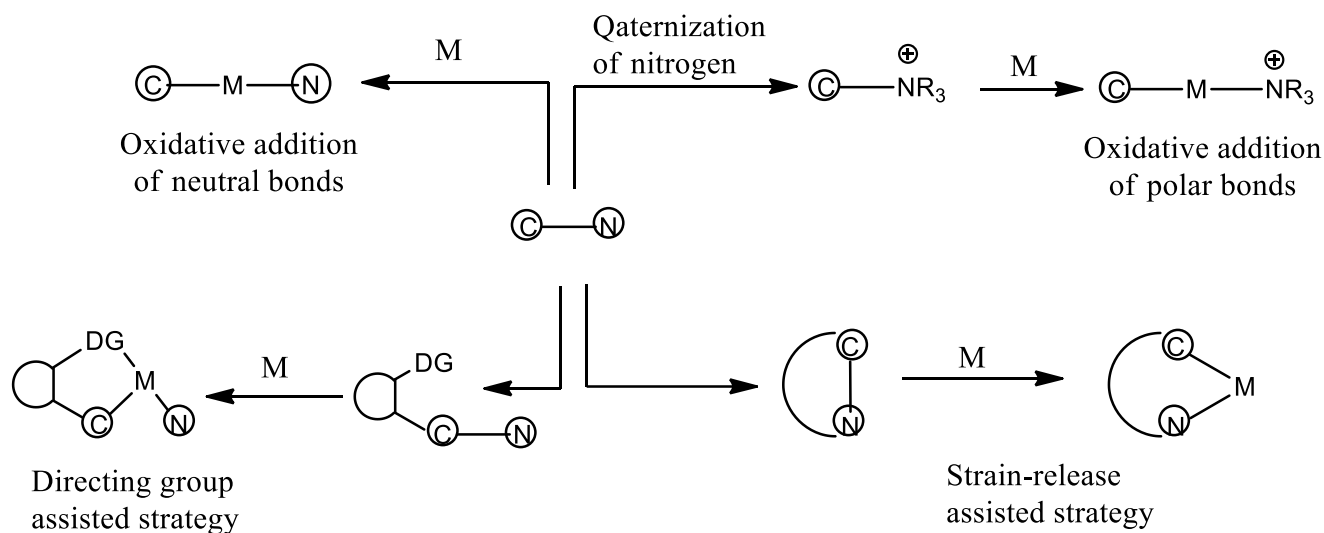 M
C M N
Oxidative addition
of neutral bonds
Qaternization
of nitrogen
⊕
C NR3
M
⊕
C M NR3
Oxidative addition
of polar bonds
C N
DG
M
C N
M
DG
C N
Directing group
assisted strategy
C
N
M
C
M
N
Strain-release
assisted strategy